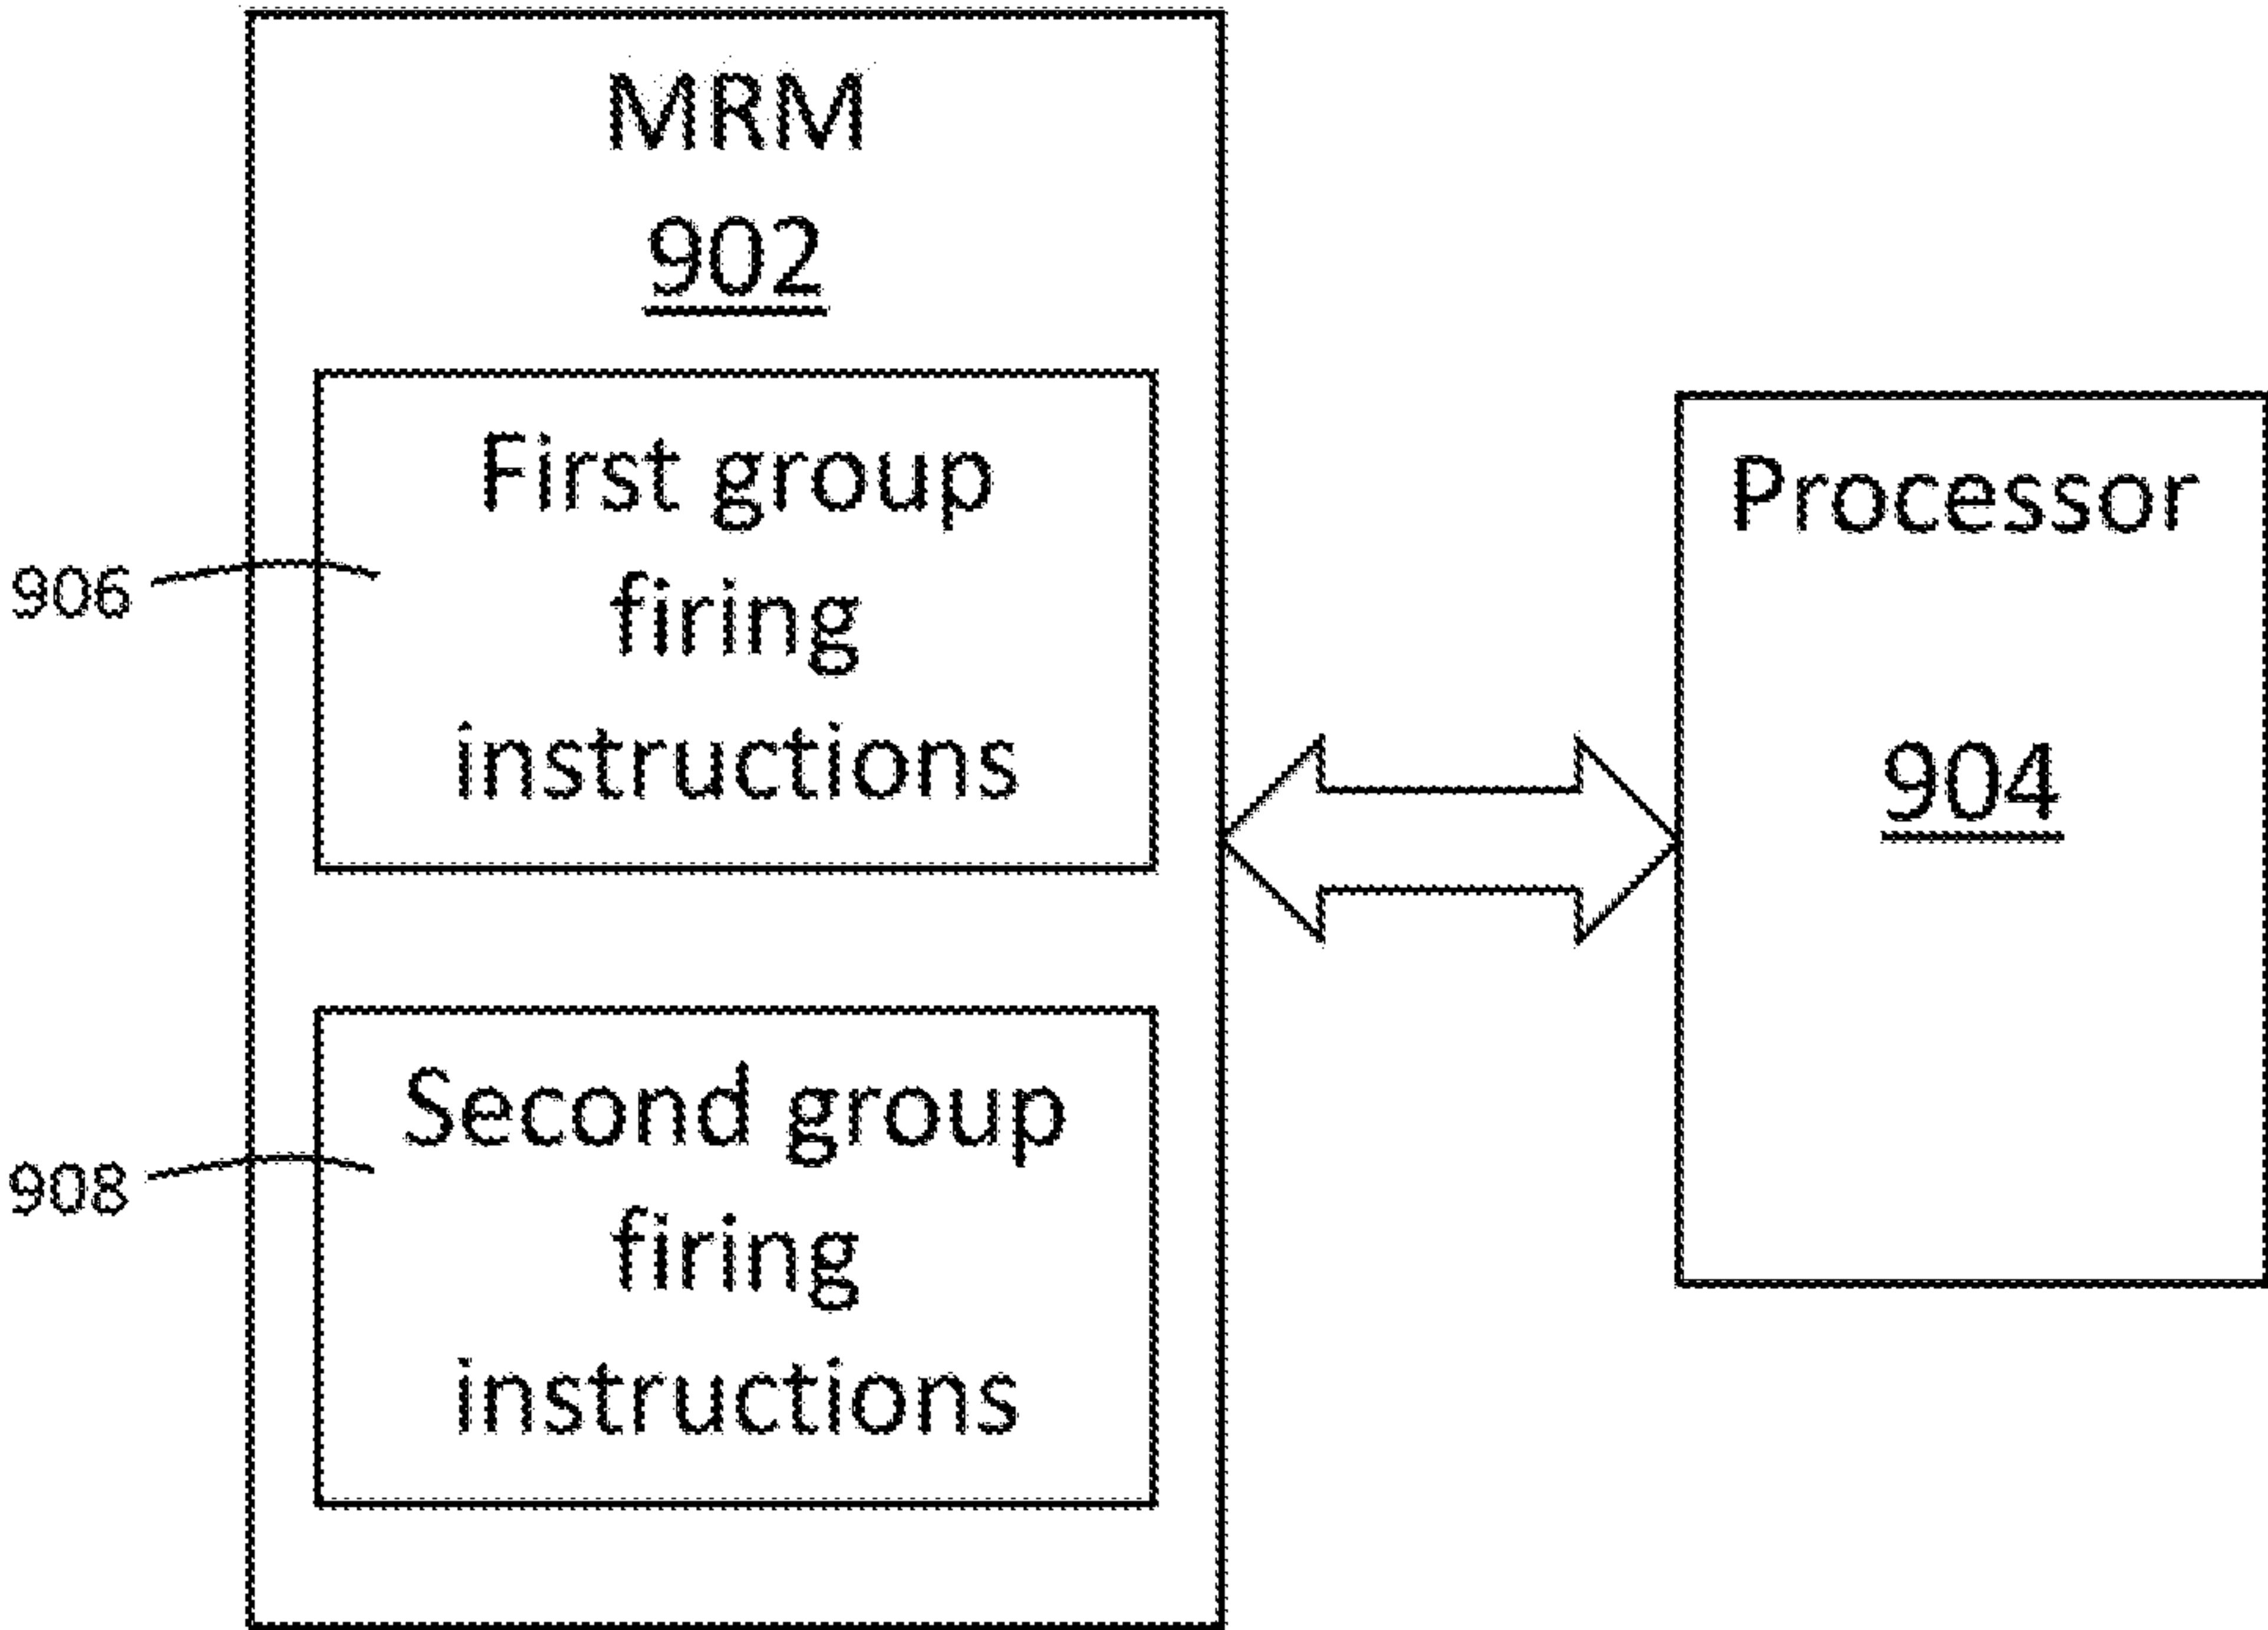 MRM
902
First group
firing
instructions
906
Second group
firing
instructions
908
Processor
904